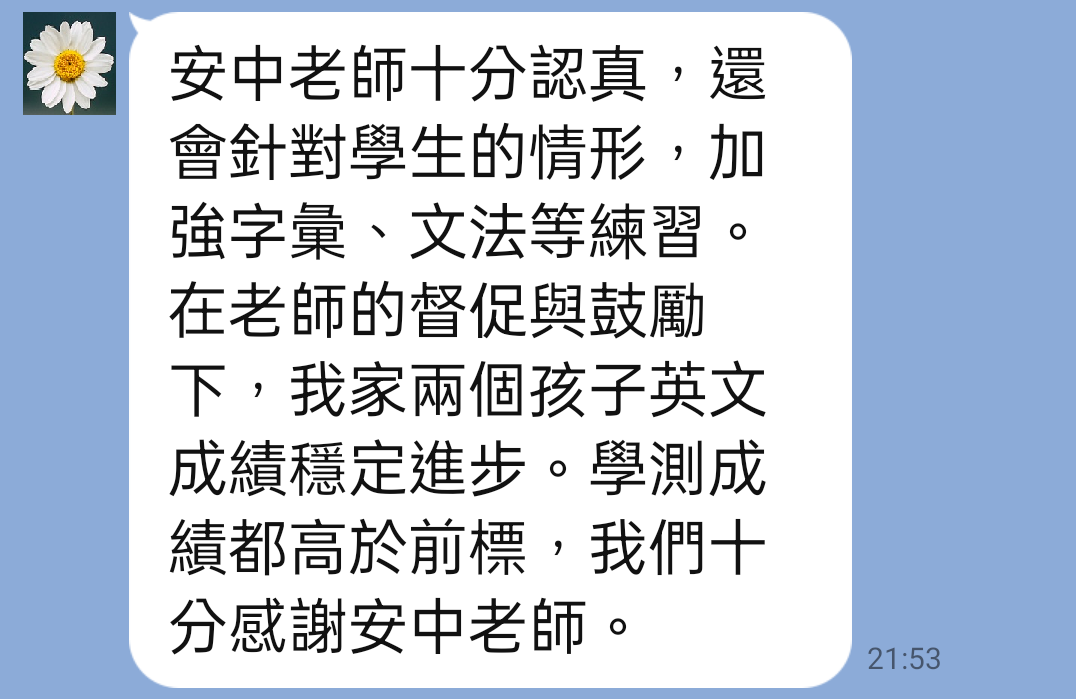 安中老師十分認真，還
會針對學生的情形，加
強字彙、文法等練習。
在老師的督促與鼓勵
下，我家兩個孩子英文
成績穩定進步。學測成
績都高於前標，我們十
分感謝安中老師。
21:53